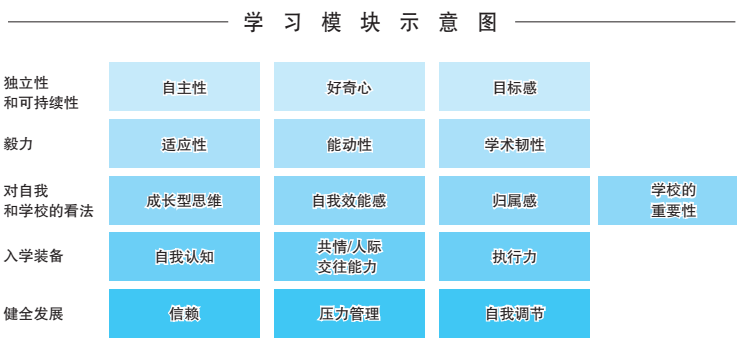 学习模块示意图
独立性
和可持续性
自主性
好奇心
目标感
毅力
适应性
能动性
学术韧性
对自我
和学校的看法
成长型思维
自我效能感
归属感
学校的
重要性
入学装备
自我认知
共情/人际
交往能力
执行力
健全发展
信赖
压力管理
自我调节